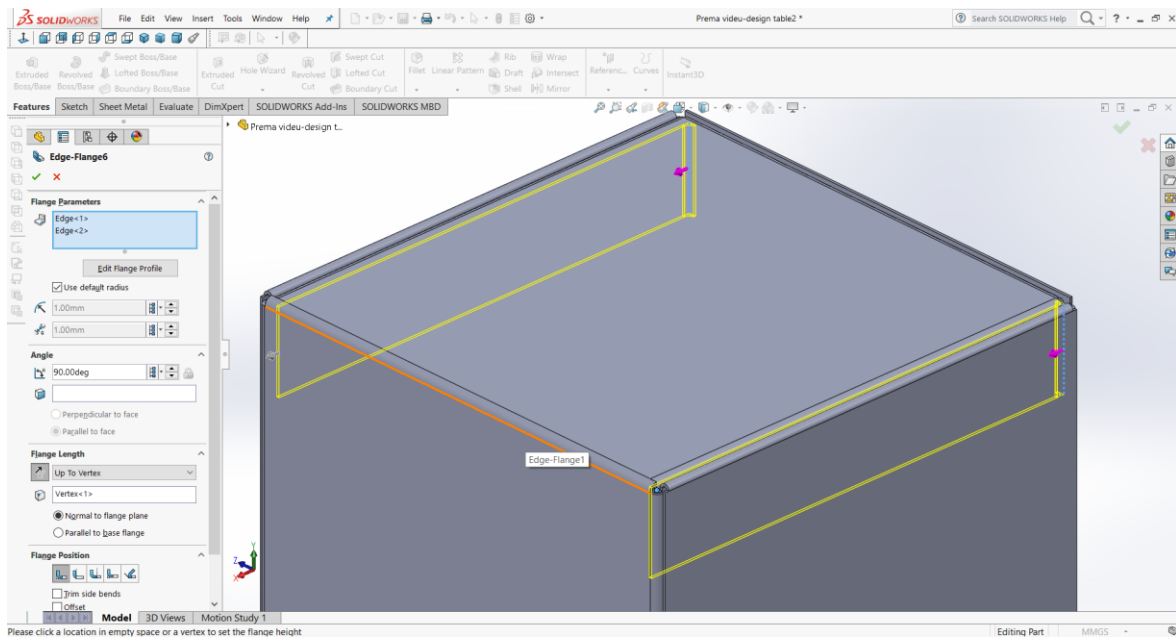 SOLIDWORKS File Edit View Insert Tools Window Help Prema videu-design table2 * Search SOLIDWORKS Help
Extruded Boss/Base
Revolved Boss/Base
Swept Boss/Base
Lofted Boss/Base
Boundary Boss/Base
Extruded Cut
Hole Wizard
Revolved Cut
Swept Cut
Lofted Cut
Boundary Cut
Fillet
Linear Pattern
Rib
Draft
Shell
Wrap
Intersect
Mirror
Referenc...
Curves
Instant3D
Features Sketch Sheet Metal Evaluate DimXpert SOLIDWORKS Add-Ins SOLIDWORKS MBD
Prema videu-design t...
Edge-Flange6
Flange Parameters
Edge<1>
Edge<2>
Edit Flange Profile
Use default radius
1.00mm
1.00mm
Angle
90.00deg
Perpendicular to face
Parallel to face
Flange Length
Up To Vertex
Vertex<1>
Normal to flange plane
Parallel to base flange
Flange Position
Trim side bends
Offset
Edge-Flange1
Y
Z
X
Model 3D Views Motion Study 1
Please click a location in empty space or a vertex to set the flange height Editing Part MMGS